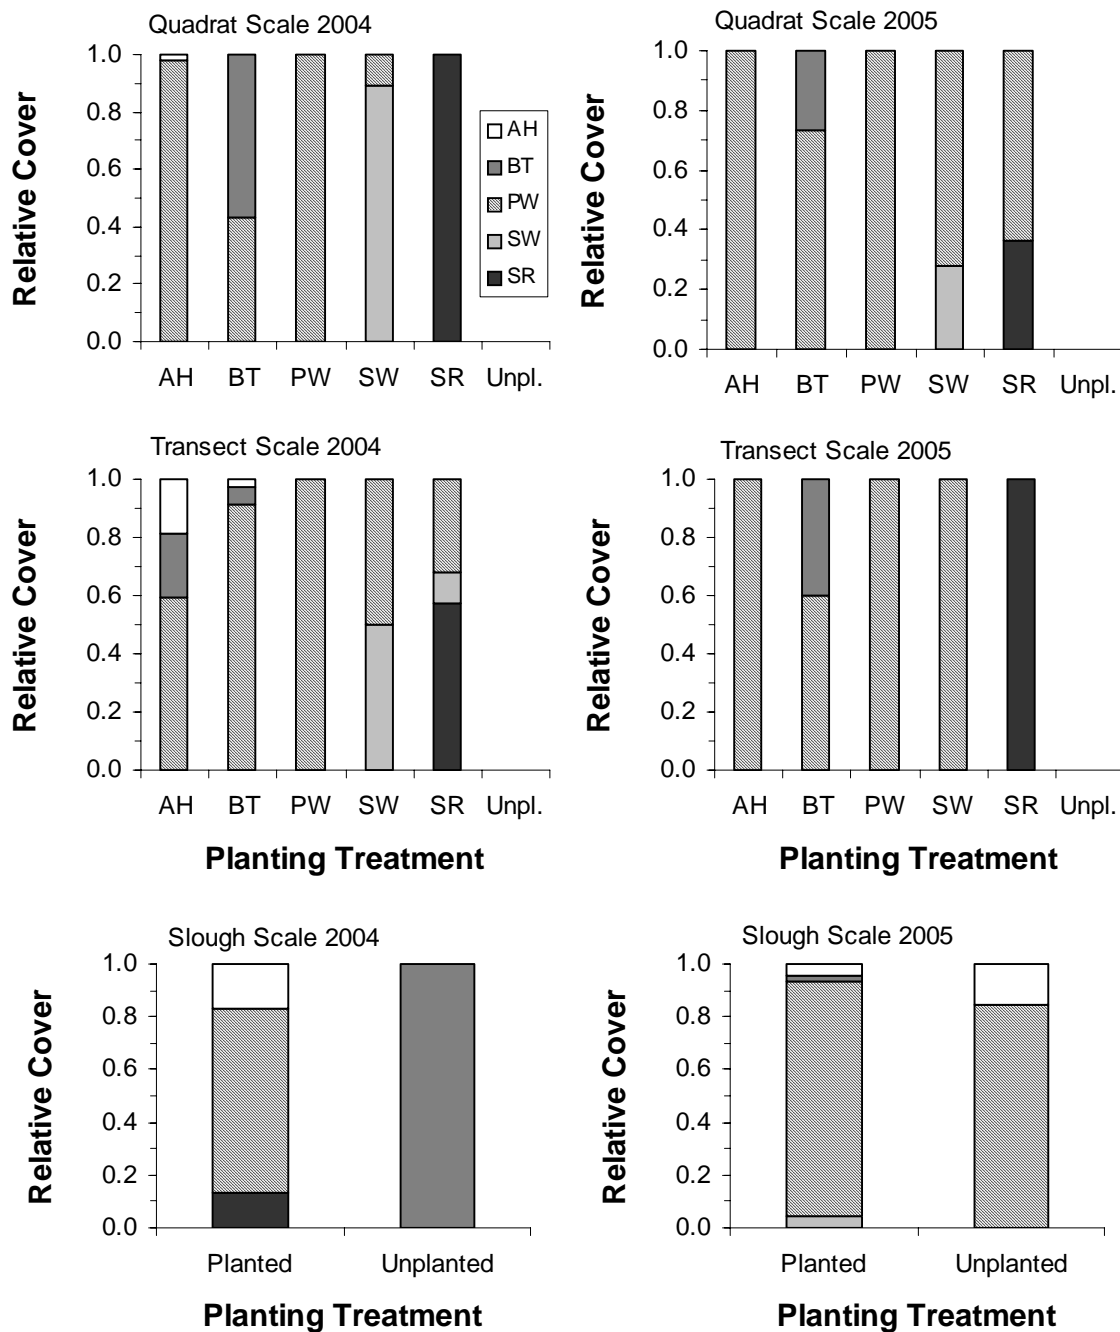 Quadrat Scale 2004
Relative Cover
1.0
0.8
0.6
0.4
0.2
0.0
AH
BT
PW
SW
SR
AH BT PW SW SR Unpl.
Quadrat Scale 2005
Relative Cover
1.0
0.8
0.6
0.4
0.2
0.0
AH BT PW SW SR Unpl.
Transect Scale 2004
Relative Cover
1.0
0.8
0.6
0.4
0.2
0.0
AH BT PW SW SR Unpl.
Planting Treatment
Transect Scale 2005
Relative Cover
1.0
0.8
0.6
0.4
0.2
0.0
AH BT PW SW SR Unpl.
Planting Treatment
Slough Scale 2004
Relative Cover
1.0
0.8
0.6
0.4
0.2
0.0
Planted Unplanted
Planting Treatment
Slough Scale 2005
Relative Cover
1.0
0.8
0.6
0.4
0.2
0.0
Planted Unplanted
Planting Treatment